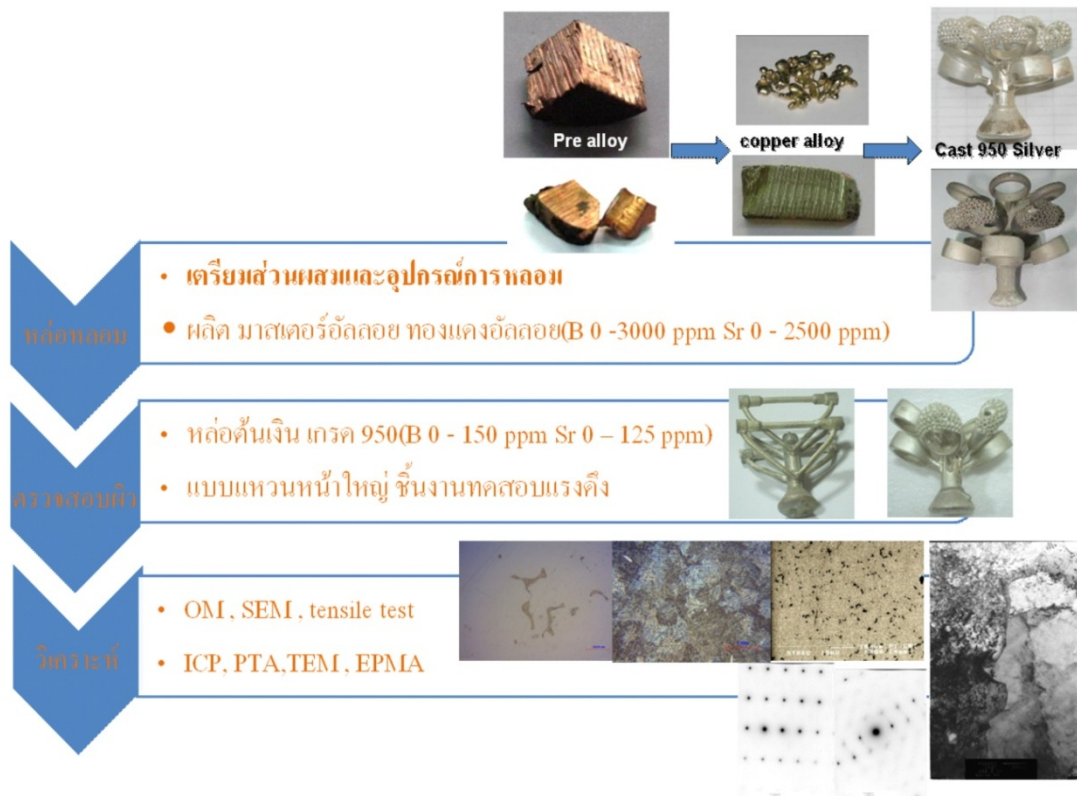 Pre alloy
copper alloy
Cast 950 Silver
หล่อหลอม
• เตรียมส่วนผสมและอุปกรณ์การหลอม
• ผลิต มาสเตอร์อัลลอย ทองแดงอัลลอย(B 0 -3000 ppm Sr 0 - 2500 ppm)
ตรวจสอบผิว
• หล่อต้นเงิน เกรด 950(B 0 - 150 ppm Sr 0 – 125 ppm)
• แบบแหวนหน้าใหญ่ ชิ้นงานทดสอบแรงดึง
วิเคราะห์
• OM , SEM , tensile test
• ICP, PTA,TEM , EPMA